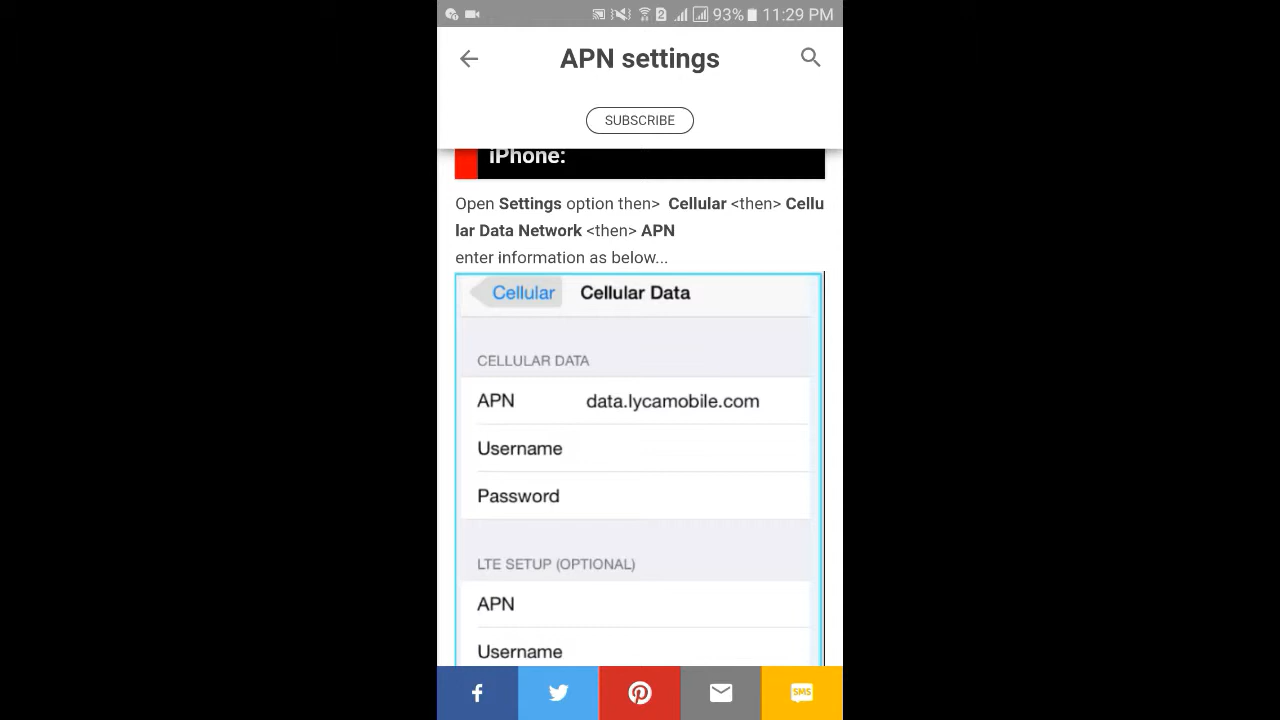 2 93% 11:29 PM
APN settings
SUBSCRIBE
iPhone:
Open Settings option then>  Cellular <then> Cellu
lar Data Network <then> APN
enter information as below...
Cellular Cellular Data
CELLULAR DATA
APN data.lycamobile.com
Username
Password
LTE SETUP (OPTIONAL)
APN
Username
f SMS